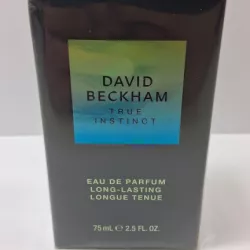 DAVID
BECKHAM
TRUE
INSTINCT
EAU DE PARFUM
LONG-LASTING
LONGUE TENUE
75 mL ℮ 2.5 FL. OZ.